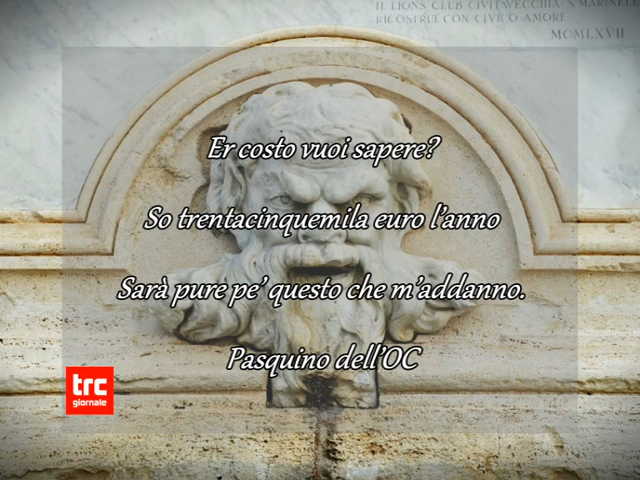 IL LIONS CLUB CIVITAVECCHIA-S. MARINELLA
RICOSTRUÌ CON CIVICO AMORE
MCMLXVII
Er costo vuoi sapere?
So trentacinquemila euro l'anno
Sarà pure pe' questo che m'addanno.
Pasquino dell'OC
trc
giornale